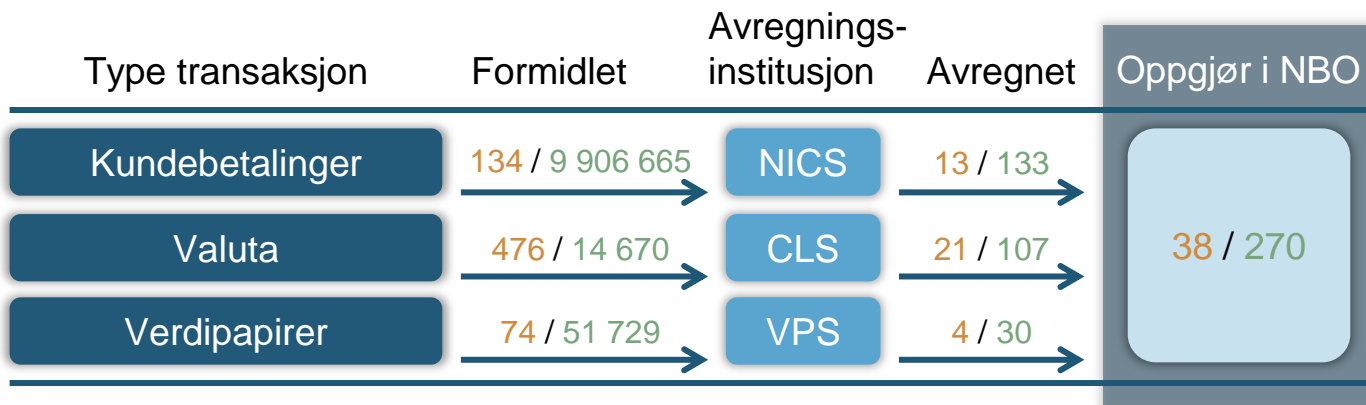 Type transaksjon
Formidlet
Avregnings-
institusjon
Avregnet
Oppgjør i NBO
Kundebetalinger
134 / 9 906 665
NICS
13 / 133
Valuta
476 / 14 670
CLS
21 / 107
38 / 270
Verdipapirer
74 / 51 729
VPS
4 / 30